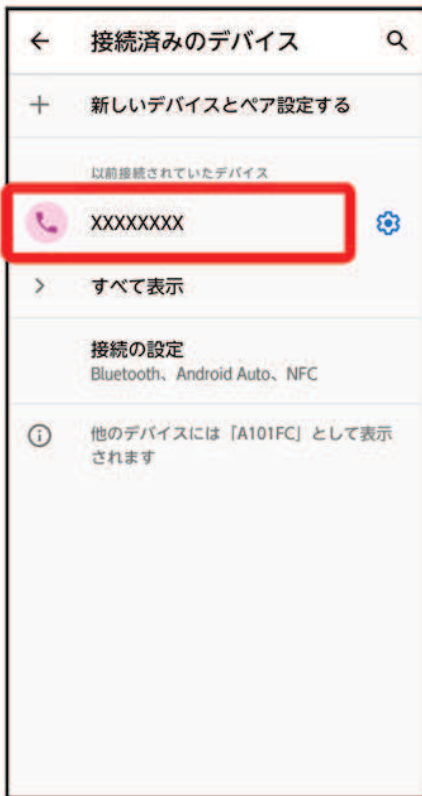 接続済みのデバイス
新しいデバイスとペア設定する
以前接続されていたデバイス
XXXXXXXX
すべて表示
接続の設定
Bluetooth、Android Auto、NFC
他のデバイスには「A101FC」として表示
されます